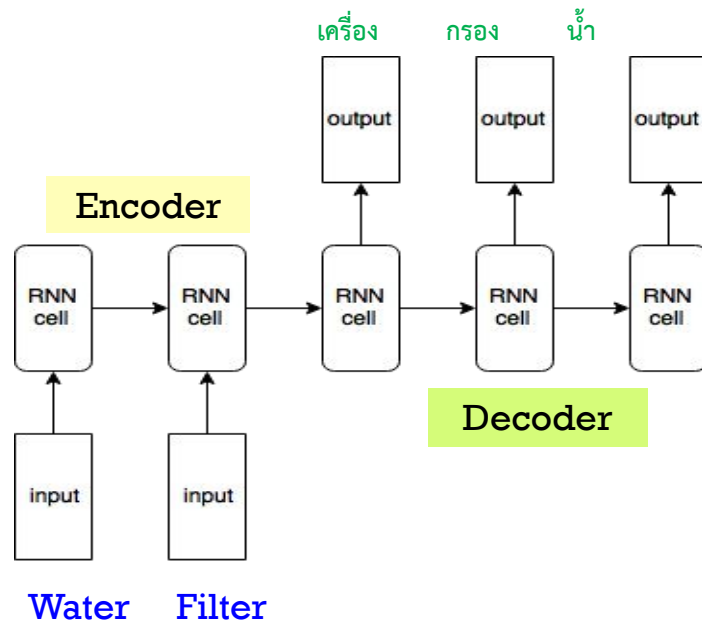 เครื่อง กรอง น้ำ
output output output
Encoder
RNN cell RNN cell RNN cell RNN cell RNN cell
Decoder
input input
Water Filter